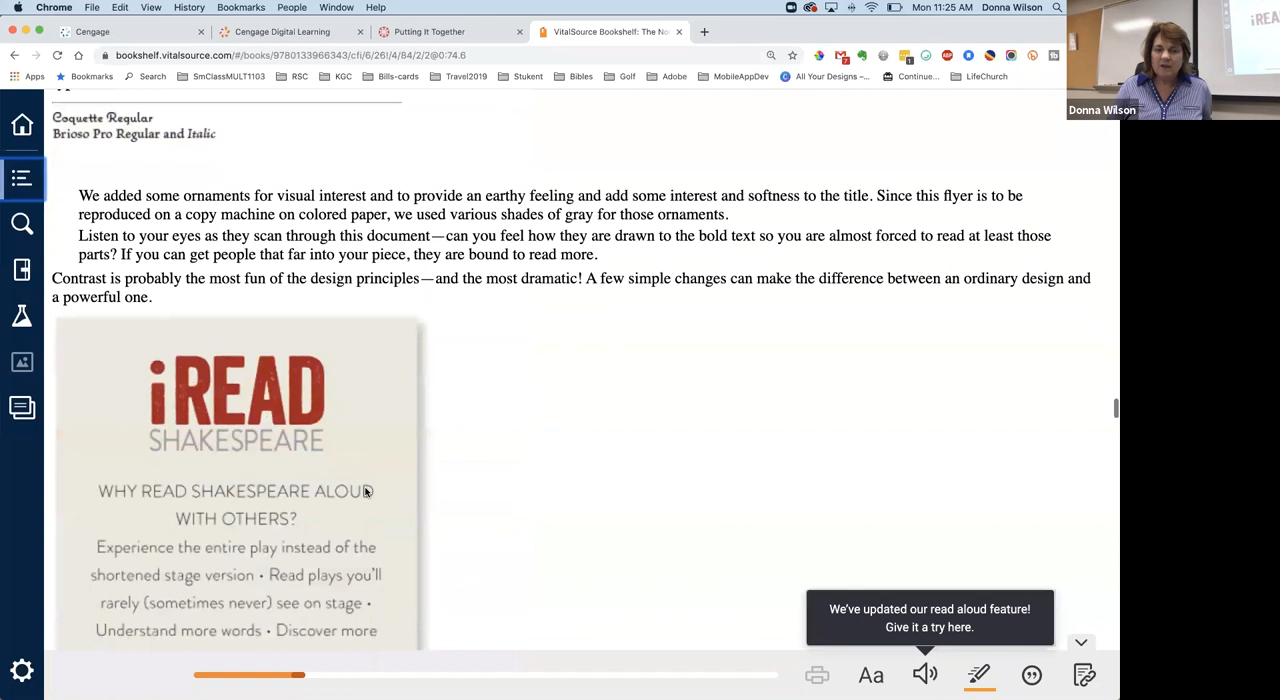 Chrome File Edit View History Bookmarks People Window Help Mon 11:25 AM Donna Wilson
Cengage Cengage Digital Learning Putting It Together VitalSource Bookshelf: The No
bookshelf.vitalsource.com/#/books/9780133966343/cfi/6/26!/4/84/2/2@0:74.6
Apps Bookmarks Search SmClassMULT1103 RSC KGC Bills-cards Travel2019 Stukent Bibles Golf Adobe MobileAppDev All Your Designs –... Continue... LifeChurch
Donna Wilson
Coquette Regular
Brioso Pro Regular and Italic
We added some ornaments for visual interest and to provide an earthy feeling and add some interest and softness to the title. Since this flyer is to be
reproduced on a copy machine on colored paper, we used various shades of gray for those ornaments.
Listen to your eyes as they scan through this document—can you feel how they are drawn to the bold text so you are almost forced to read at least those
parts? If you can get people that far into your piece, they are bound to read more.
Contrast is probably the most fun of the design principles—and the most dramatic! A few simple changes can make the difference between an ordinary design and
a powerful one.
iREAD
SHAKESPEARE
WHY READ SHAKESPEARE ALOUD
WITH OTHERS?
Experience the entire play instead of the
shortened stage version • Read plays you'll
rarely (sometimes never) see on stage •
Understand more words • Discover more
We've updated our read aloud feature!
Give it a try here.
Aa